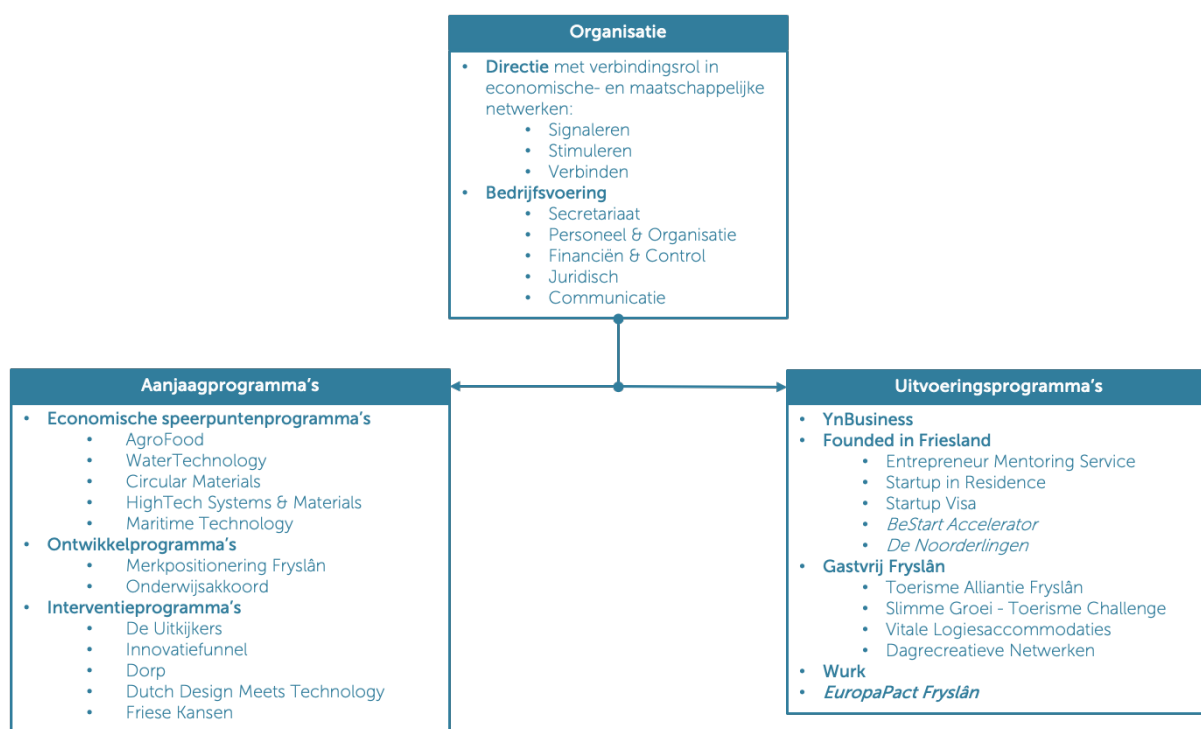 Organisatie
• Directie met verbindingsrol in
economische- en maatschappelijke
netwerken:
• Signaleren
• Stimuleren
• Verbinden
• Bedrijfsvoering
• Secretariaat
• Personeel & Organisatie
• Financiën & Control
• Juridisch
• Communicatie
Aanjaagprogramma's
• Economische speerpuntenprogramma's
• AgroFood
• WaterTechnology
• Circular Materials
• HighTech Systems & Materials
• Maritime Technology
• Ontwikkelprogramma's
• Merkpositionering Fryslân
• Onderwijsakkoord
• Interventieprogramma's
• De Uitkijkers
• Innovatiefunnel
• Dorp
• Dutch Design Meets Technology
• Friese Kansen
Uitvoeringsprogramma's
• YnBusiness
• Founded in Friesland
• Entrepreneur Mentoring Service
• Startup in Residence
• Startup Visa
• BeStart Accelerator
• De Noorderlingen
• Gastvrij Fryslân
• Toerisme Alliantie Fryslân
• Slimme Groei - Toerisme Challenge
• Vitale Logiesaccommodaties
• Dagrecreatieve Netwerken
• Wurk
• EuropaPact Fryslân